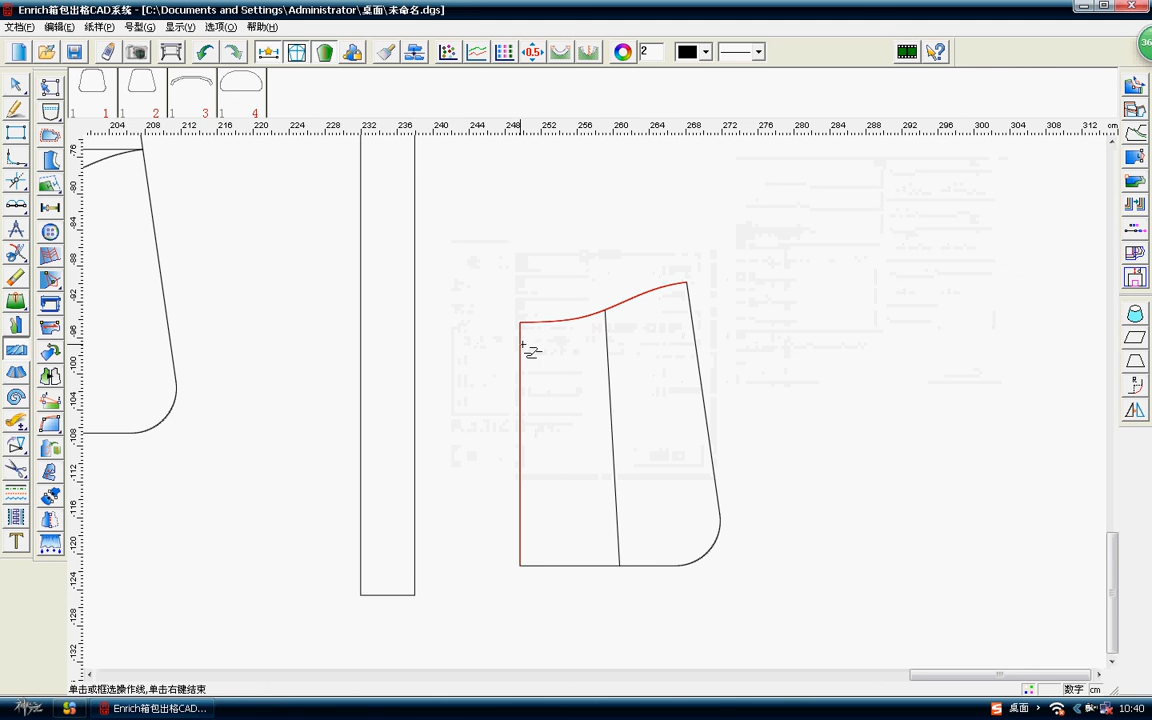 Enrich箱包出格CAD系统 - [C:\Documents and Settings\Administrator\桌面\未命名.dgs]
文档(F) 编辑(E) 纸样(P) 号型(G) 显示(V) 选项(O) 帮助(H)
0.5
2
36
1 1 1 2 1 3 1 4
204 208 212 216 220 224 228 232 236 240 244 248 252 256 260 264 268 272 276 280 284 288 292 296 300 304 308 312 cm
-76
-80
-84
-88
-92
-96
-100
-104
-108
-112
-116
-120
-124
-128
-132
T
R
单击或框选操作线,单击右键结束
数字 cm
Enrich箱包出格CAD...
桌面
10:40